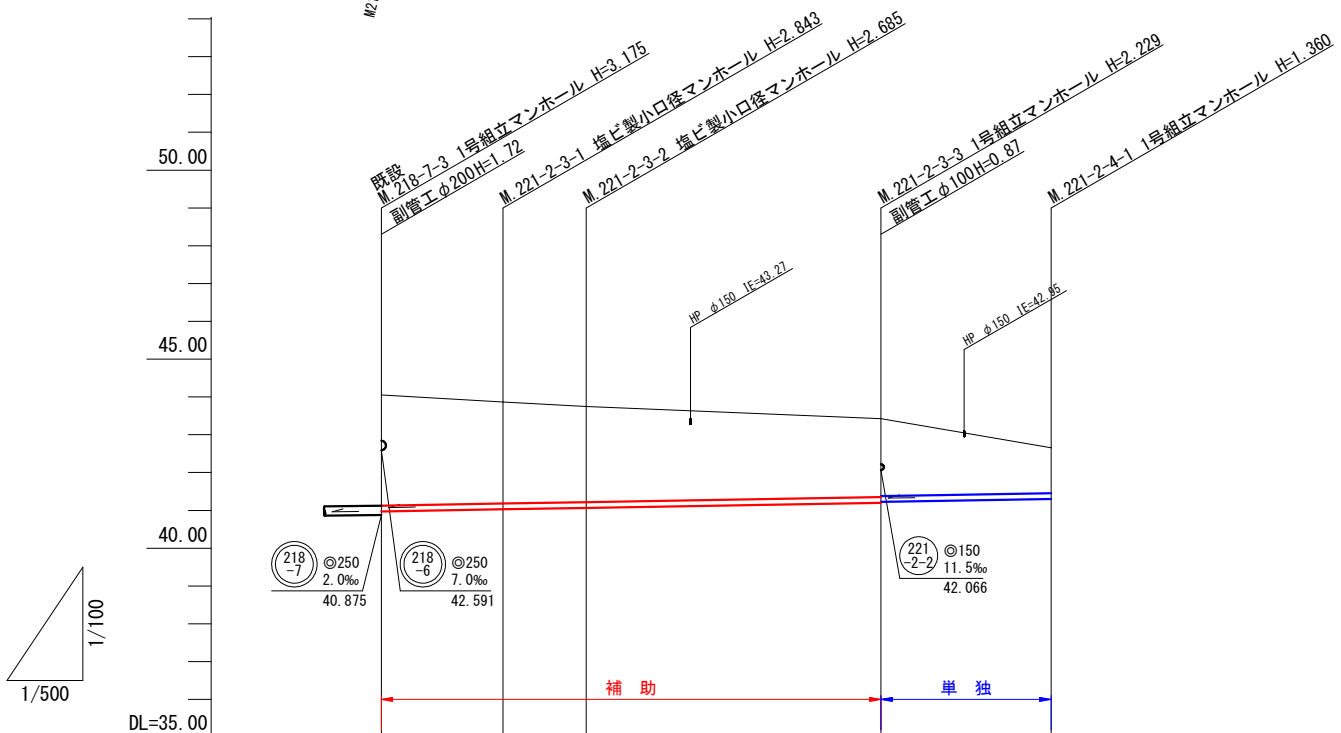 M21
既設
M.218-7-3 1号組立マンホール H=3.175
副管工φ200H=1.72
M.221-2-3-1 塩ビ製小口径マンホール H=2.843
M.221-2-3-2 塩ビ製小口径マンホール H=2.685
M.221-2-3-3 1号組立マンホール H=2.229
副管工φ100H=0.87
M.221-2-4-1 1号組立マンホール H=1.360
50.00
HP φ150 IE=43.27
HP φ150 IE=42.95
45.00
40.00
218
-7
◎250
2.0‰
40.875
218
-6
◎250
7.0‰
42.591
221
-2-2
◎150
11.5‰
42.066
1/100
1/500
補 助
単 独
DL=35.00